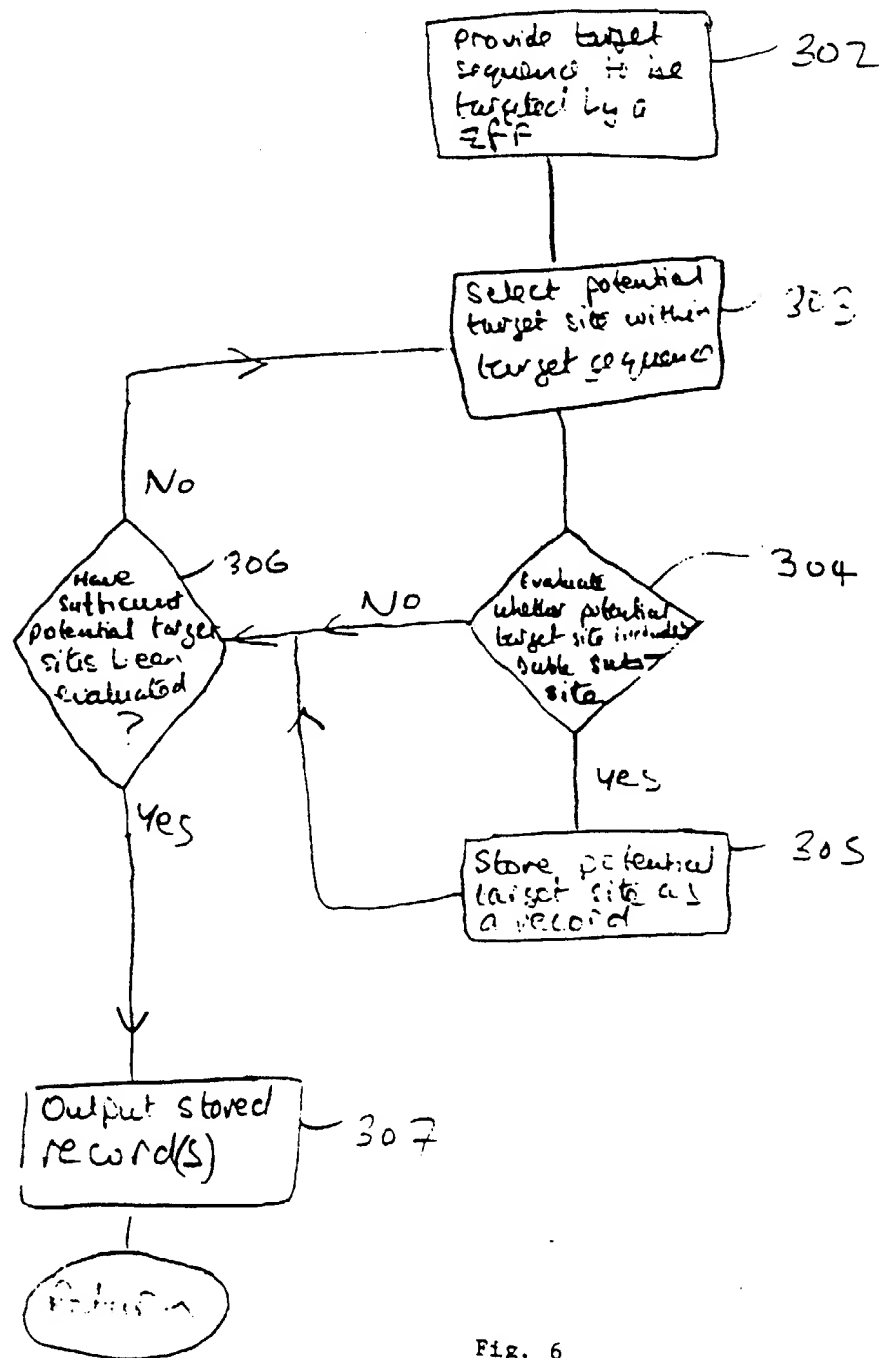 Provide target
sequence to be
targeted by a
ZFP
302
Select potential
target site within
target sequence
303
No
Have
sufficient
potential target
sites been
evaluated
?
306
No
Evaluate
whether potential
target site includes
site
304
Yes
Yes
Store potential
target site as
a record
305
Output stored
record(s)
307
Return
Fig. 6